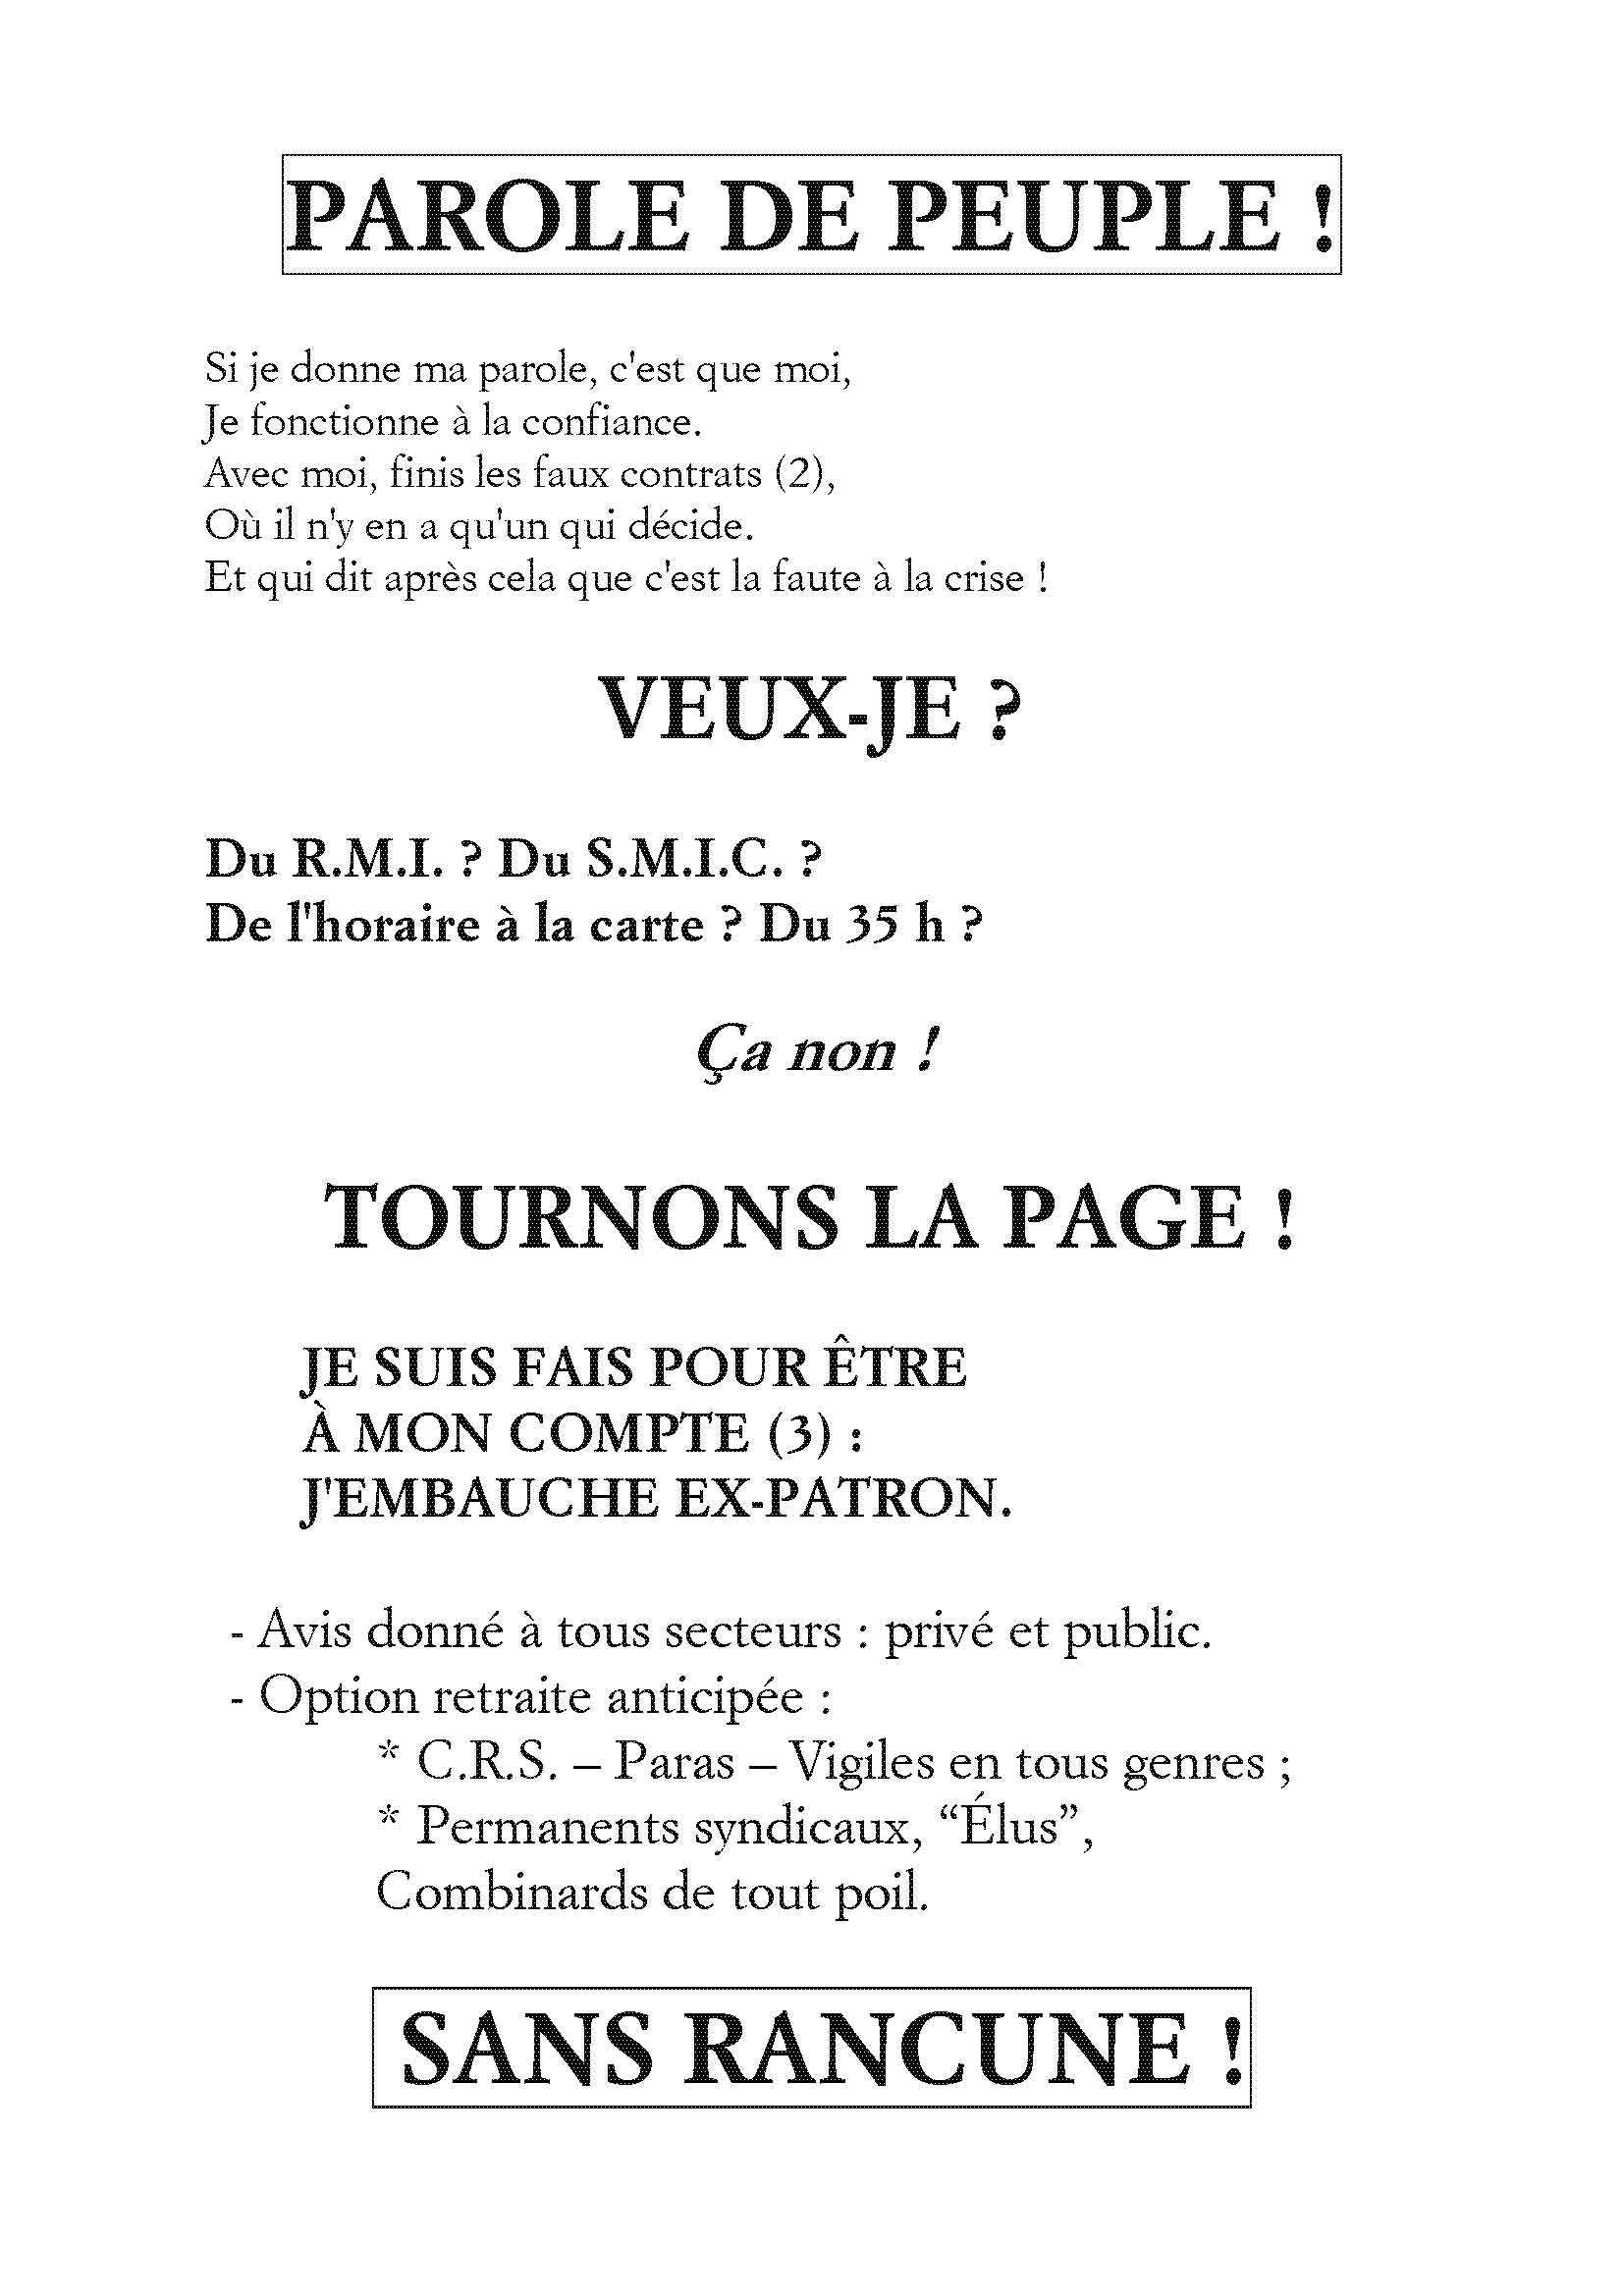 PAROLE DE PEUPLE !
Si je donne ma parole, c'est que moi,
Je fonctionne à la confiance.
Avec moi, finis les faux contrats (2),
Où il n'y en a qu'un qui décide.
Et qui dit après cela que c'est la faute à la crise !
VEUX-JE ?
Du R.M.I. ? Du S.M.I.C. ?
De l'horaire à la carte ? Du 35 h ?
Ça non !
TOURNONS LA PAGE !
JE SUIS FAIS POUR ÊTRE
À MON COMPTE (3) :
J'EMBAUCHE EX-PATRON.
- Avis donné à tous secteurs : privé et public.
- Option retraite anticipée :
* C.R.S. – Paras – Vigiles en tous genres ;
* Permanents syndicaux, “Élus”,
Combinards de tout poil.
SANS RANCUNE !